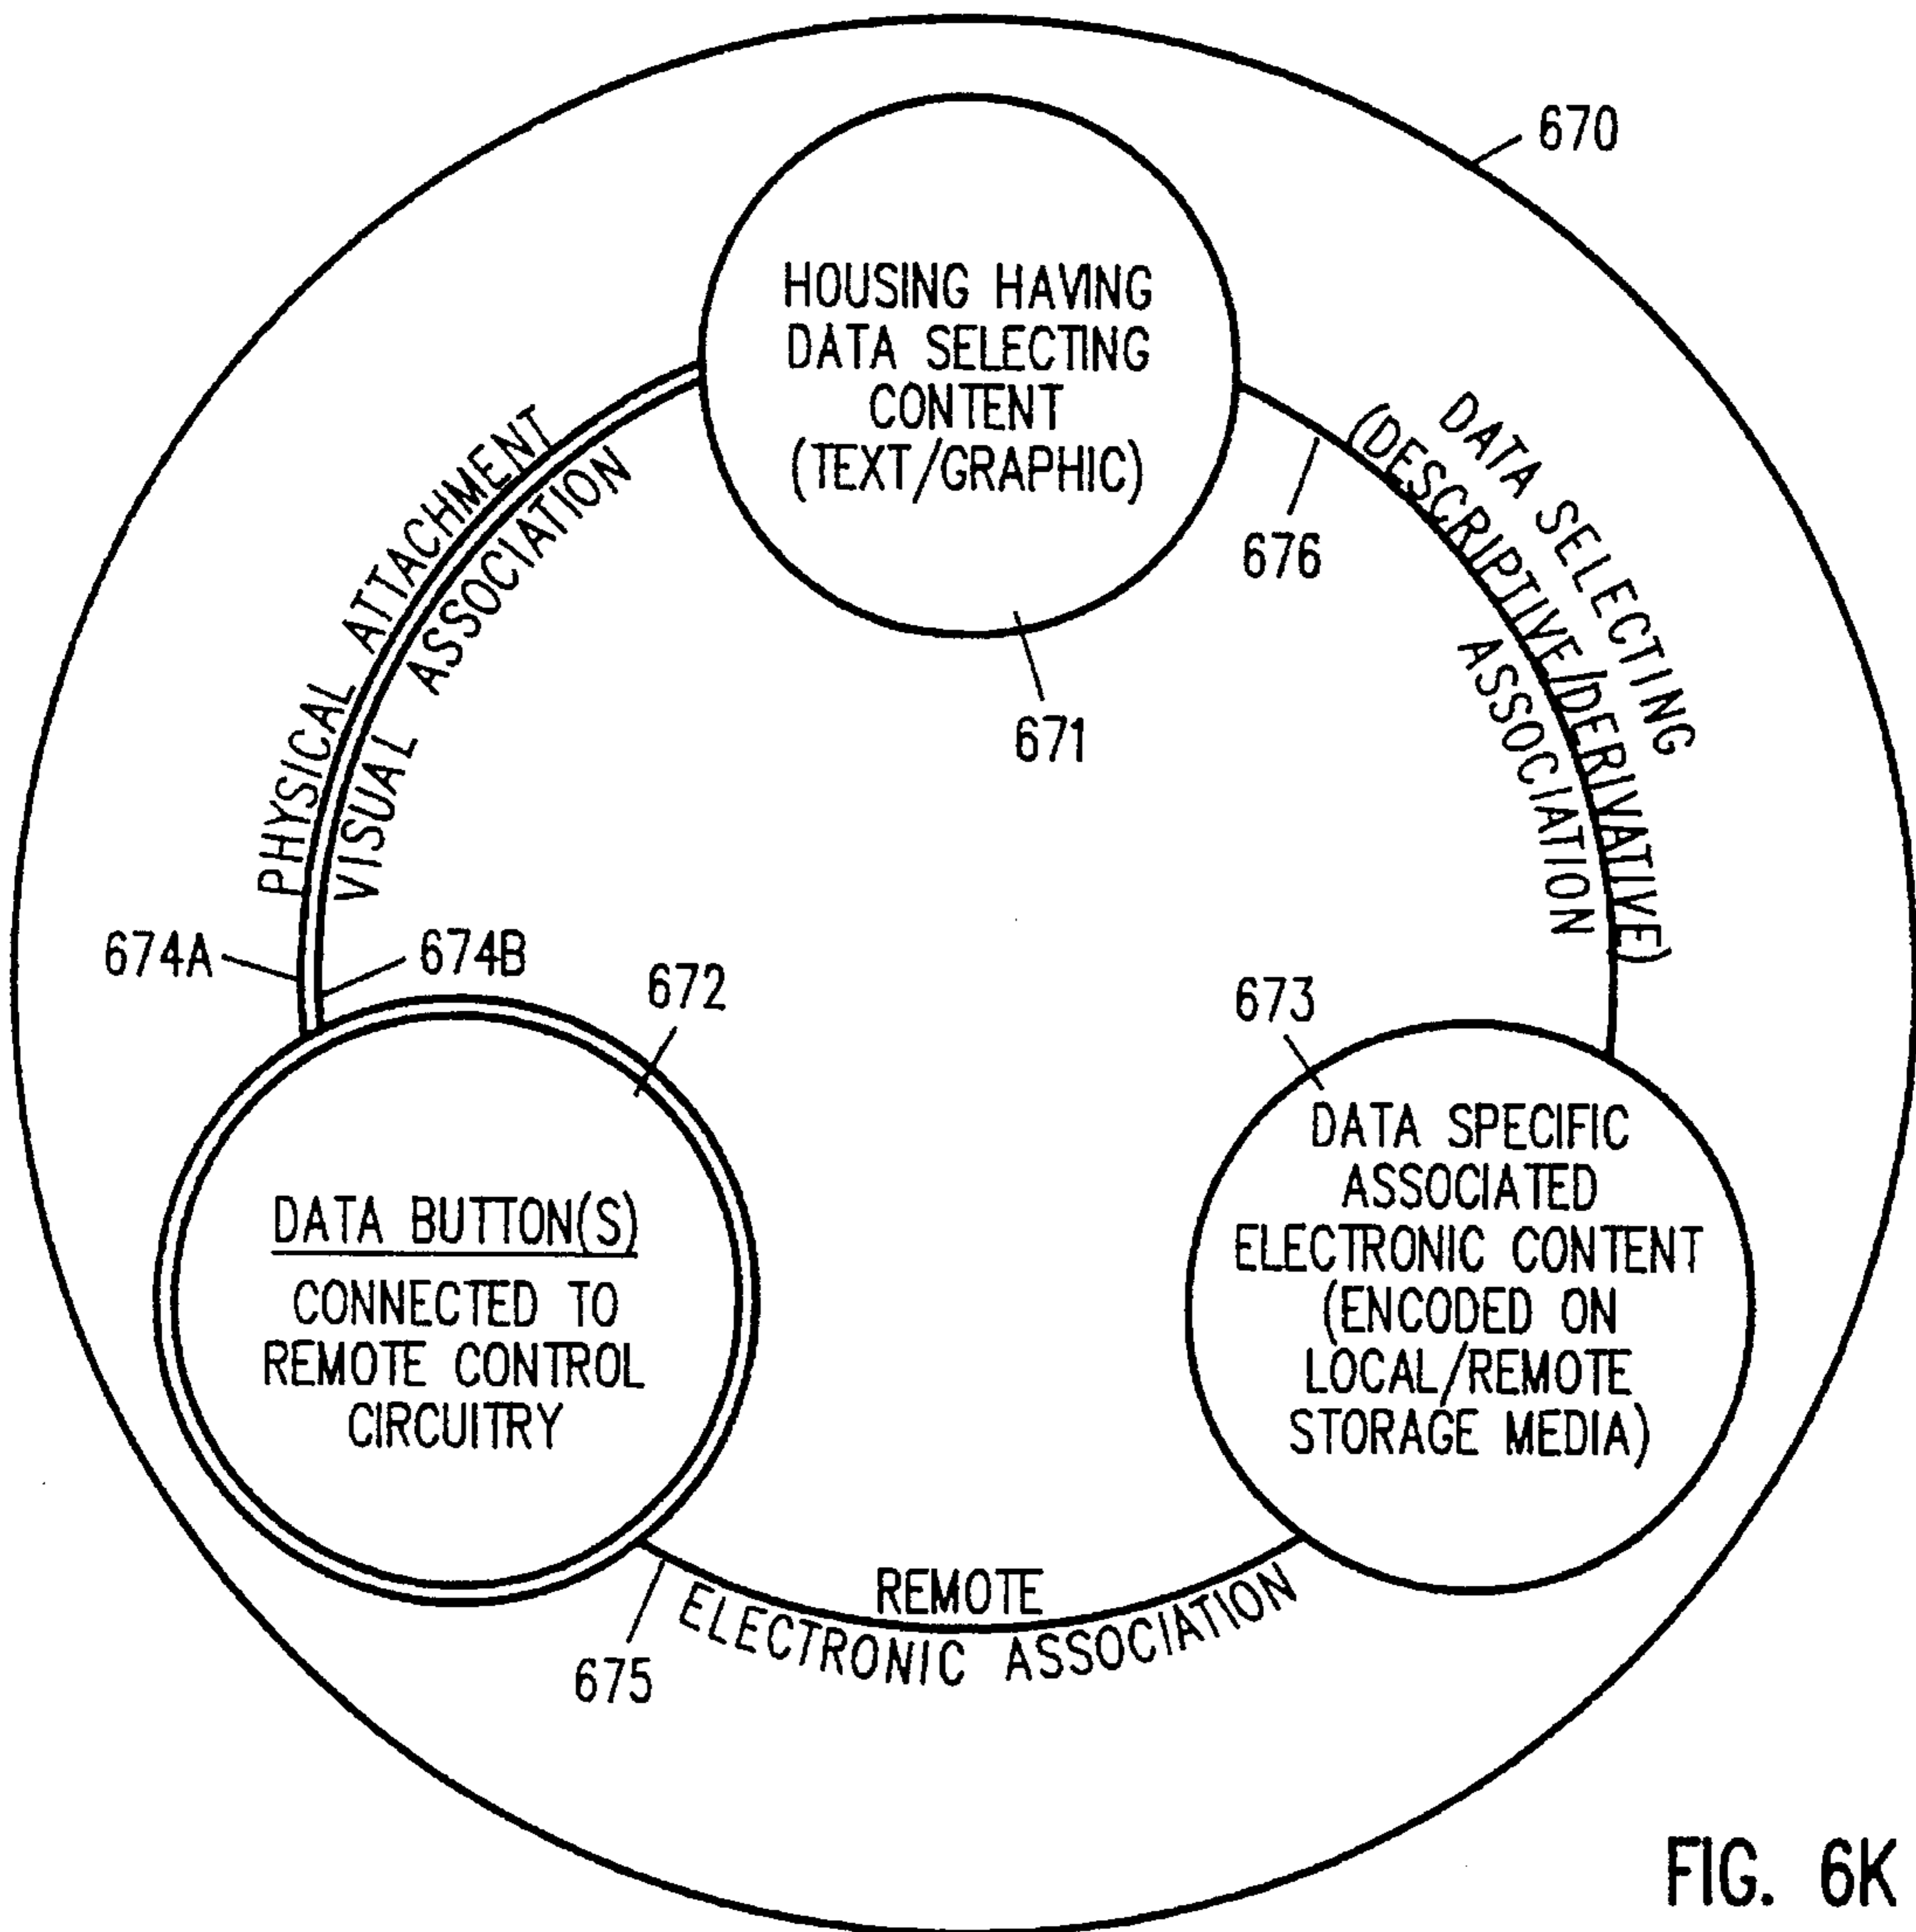 670
HOUSING HAVING
DATA SELECTING
CONTENT
(TEXT/GRAPHIC)
671
676
PHYSICAL ATTACHMENT
VISUAL ASSOCIATION
DATA SELECTING
(DESCRIPTIVE/DERIVATIVE)
ASSOCIATION
674A
674B
672
673
DATA BUTTON(S)
CONNECTED TO
REMOTE CONTROL
CIRCUITRY
DATA SPECIFIC
ASSOCIATED
ELECTRONIC CONTENT
(ENCODED ON
LOCAL/REMOTE
STORAGE MEDIA)
REMOTE
ELECTRONIC ASSOCIATION
675
FIG. 6K